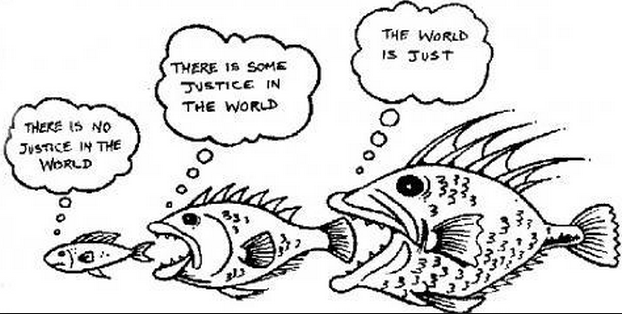 THERE IS NO
JUSTICE IN THE
WORLD
THERE IS SOME
JUSTICE IN
THE WORLD
THE WORLD
IS JUST